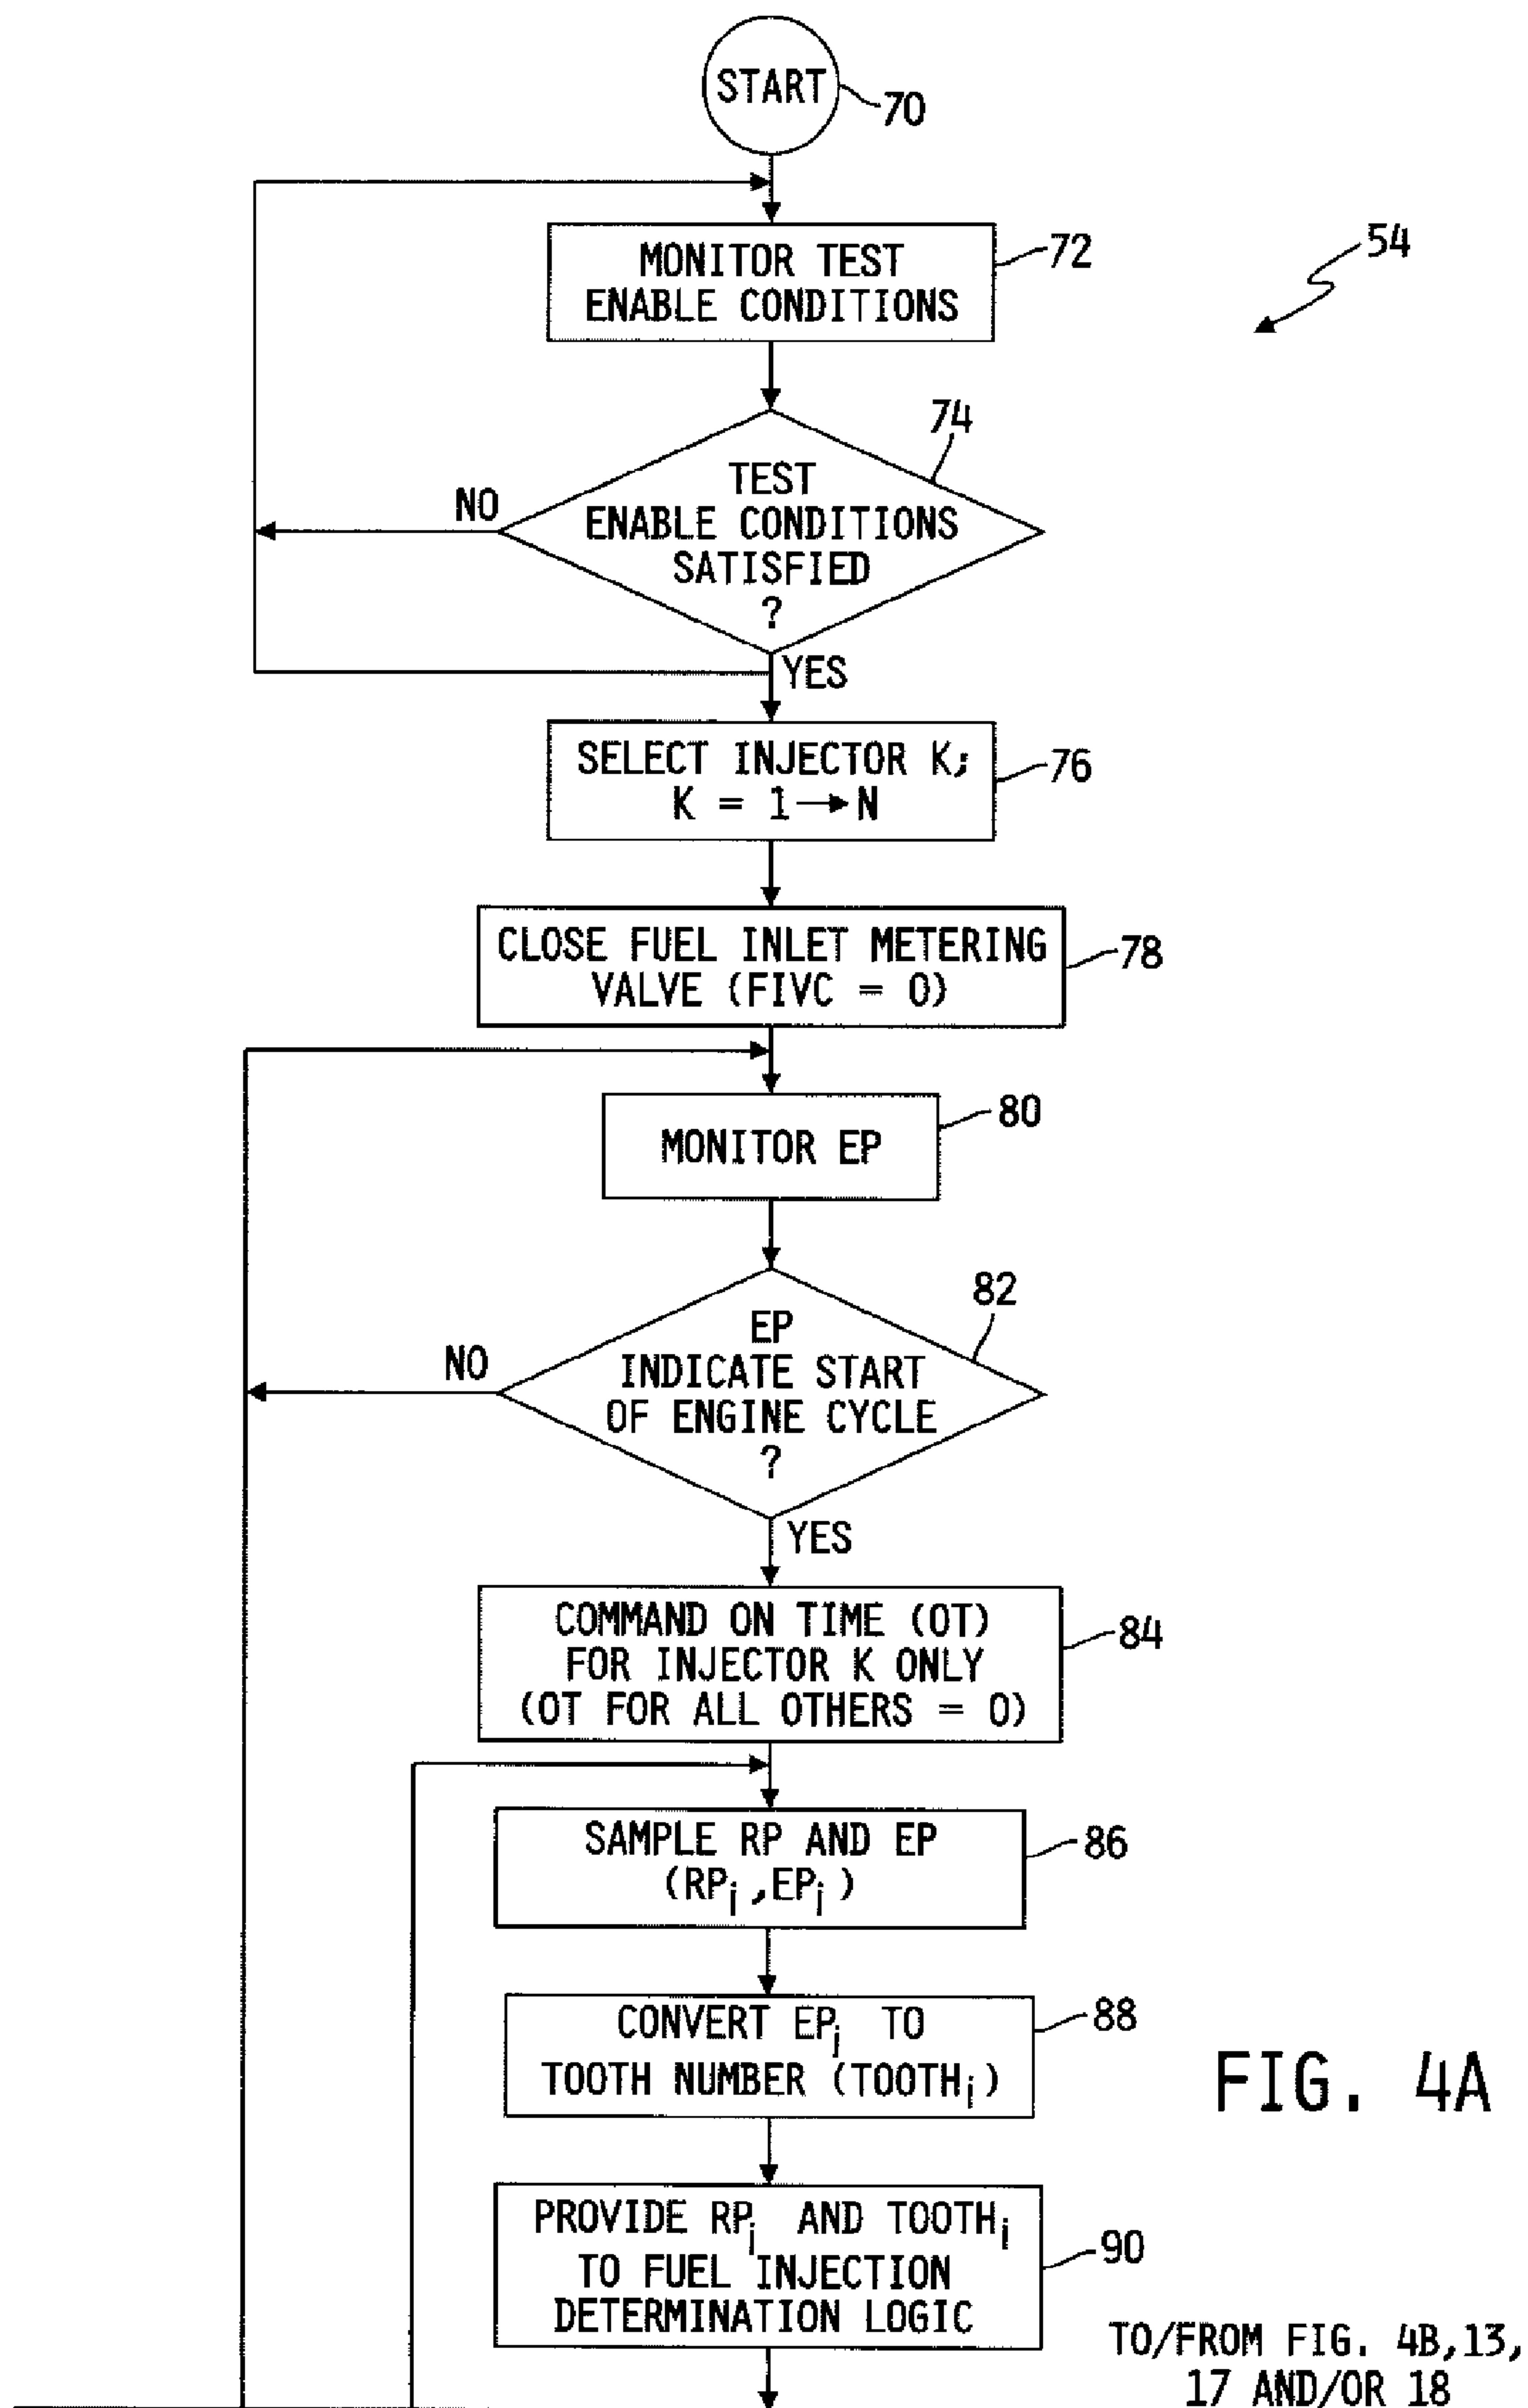 START
70
MONITOR TEST
ENABLE CONDITIONS
72
54
74
TEST
ENABLE CONDITIONS
SATISFIED
?
NO
YES
SELECT INJECTOR K;
K = 1→N
76
CLOSE FUEL INLET METERING
VALVE (FIVC = 0)
78
MONITOR EP
80
82
EP
INDICATE START
OF ENGINE CYCLE
?
NO
YES
COMMAND ON TIME (OT)
FOR INJECTOR K ONLY
(OT FOR ALL OTHERS = 0)
84
SAMPLE RP AND EP
(RPi,EPi)
86
CONVERT EPi TO
TOOTH NUMBER (TOOTHi)
88
FIG. 4A
PROVIDE RPi AND TOOTHi
TO FUEL INJECTION
DETERMINATION LOGIC
90
TO/FROM FIG. 4B,13,
17 AND/OR 18